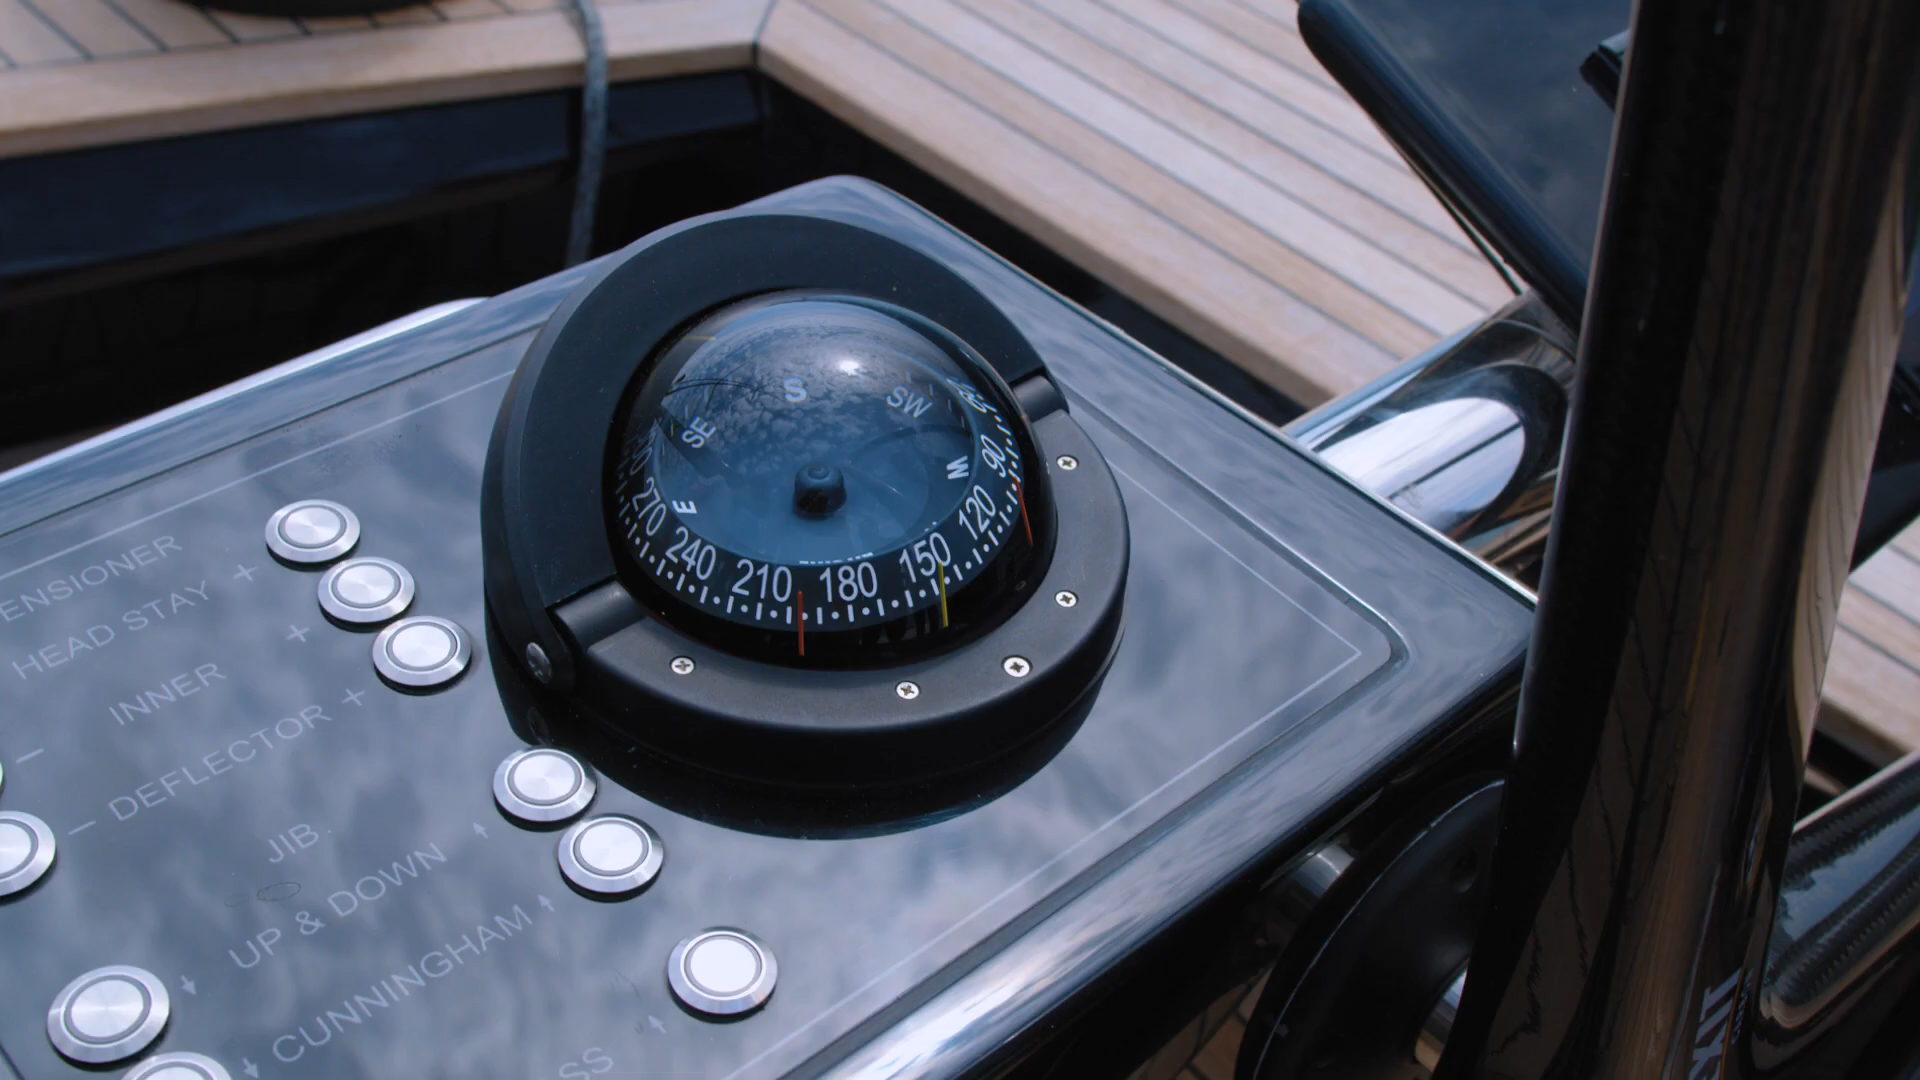 S
SW
SE
W
E
90
120
150
180
210
240
270
ENSIONER
HEAD STAY +
INNER +
— DEFLECTOR +
JIB
UP & DOWN
CUNNINGHAM
SS